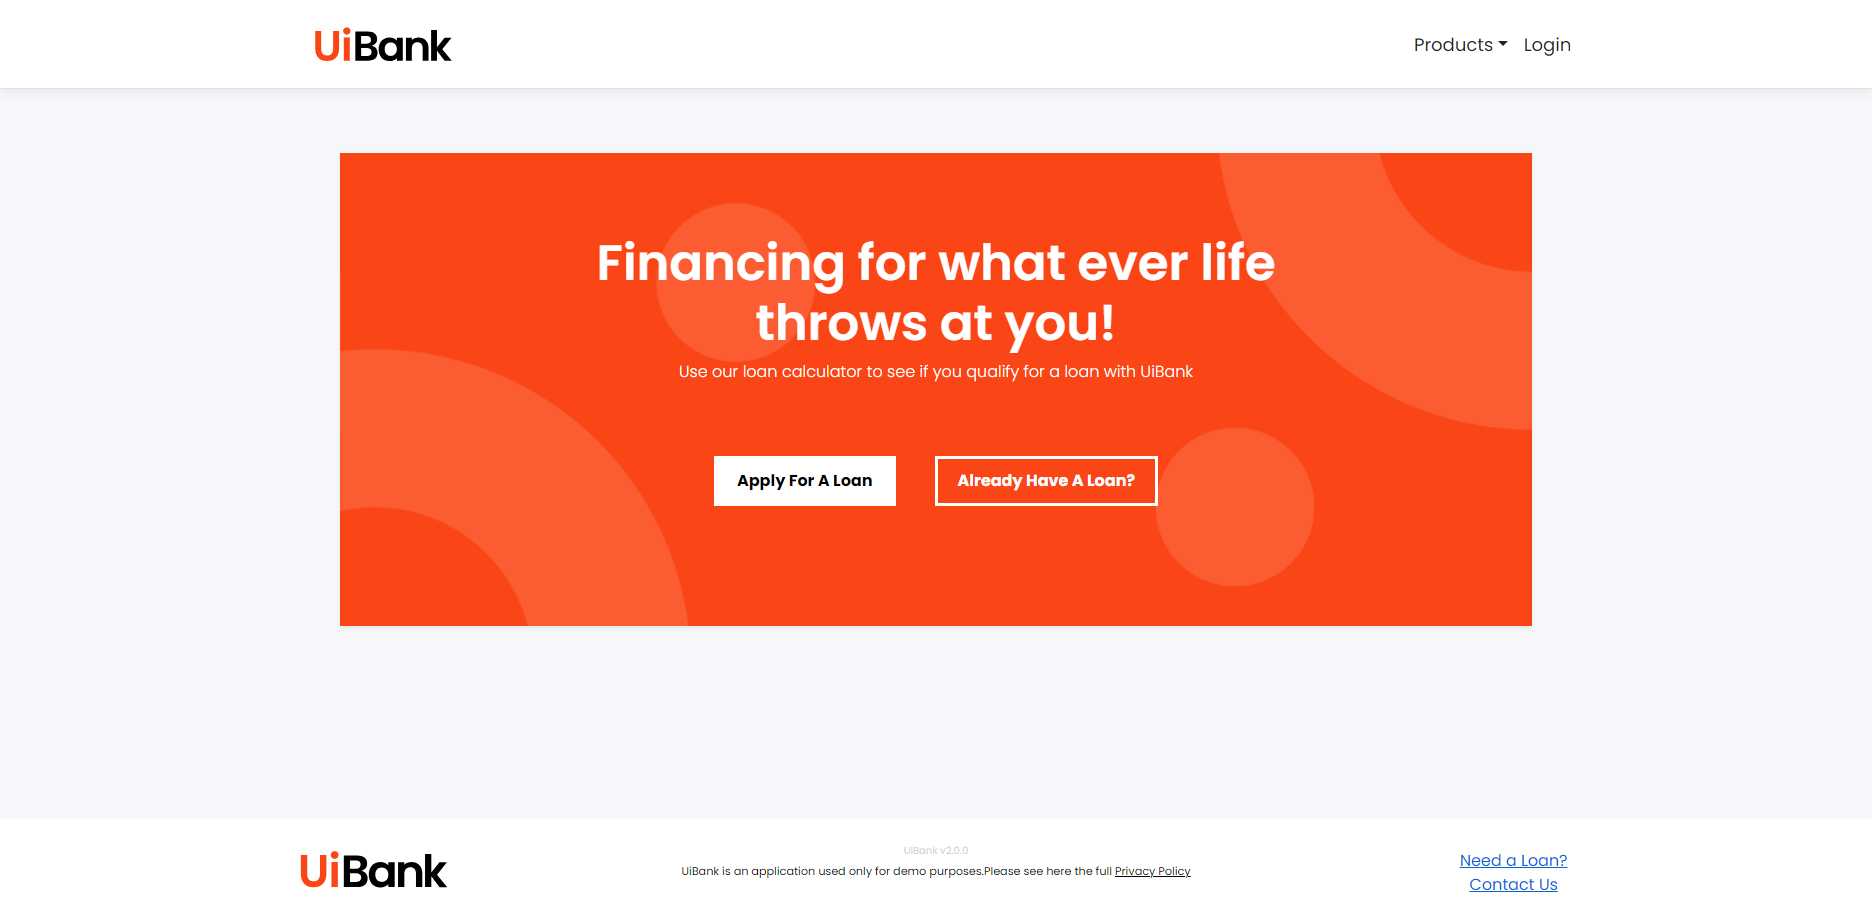 UiBank
Products Login
Financing for what ever life
throws at you!
Use our loan calculator to see if you qualify for a loan with UiBank
Apply For A Loan
Already Have A Loan?
UiBank
UiBank v2.0.0
UiBank is an application used only for demo purposes.Please see here the full Privacy Policy
Need a Loan?
Contact Us